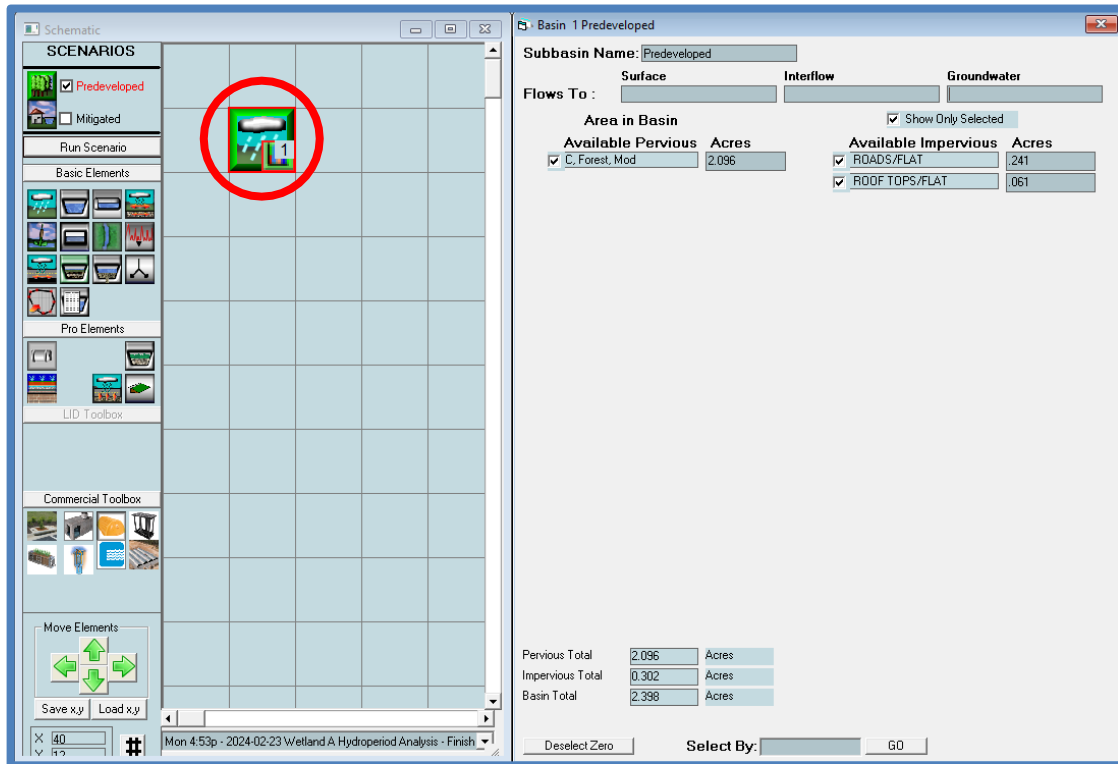 Schematic
SCENARIOS
Predeveloped
Mitigated
Run Scenario
Basic Elements
Pro Elements
LID Toolbox
Commercial Toolbox
Move Elements
Save x,y Load x,y
X 40
#
1
Mon 4:53p - 2024-02-23 Wetland A Hydroperiod Analysis - Finish
Basin 1 Predeveloped
Subbasin Name: Predeveloped
Surface Interflow Groundwater
Flows To :
Area in Basin Show Only Selected
Available Pervious Acres Available Impervious Acres
C, Forest, Mod 2.096 ROADS/FLAT .241
ROOF TOPS/FLAT .061
Pervious Total 2.096 Acres
Impervious Total 0.302 Acres
Basin Total 2.398 Acres
Deselect Zero Select By: GO